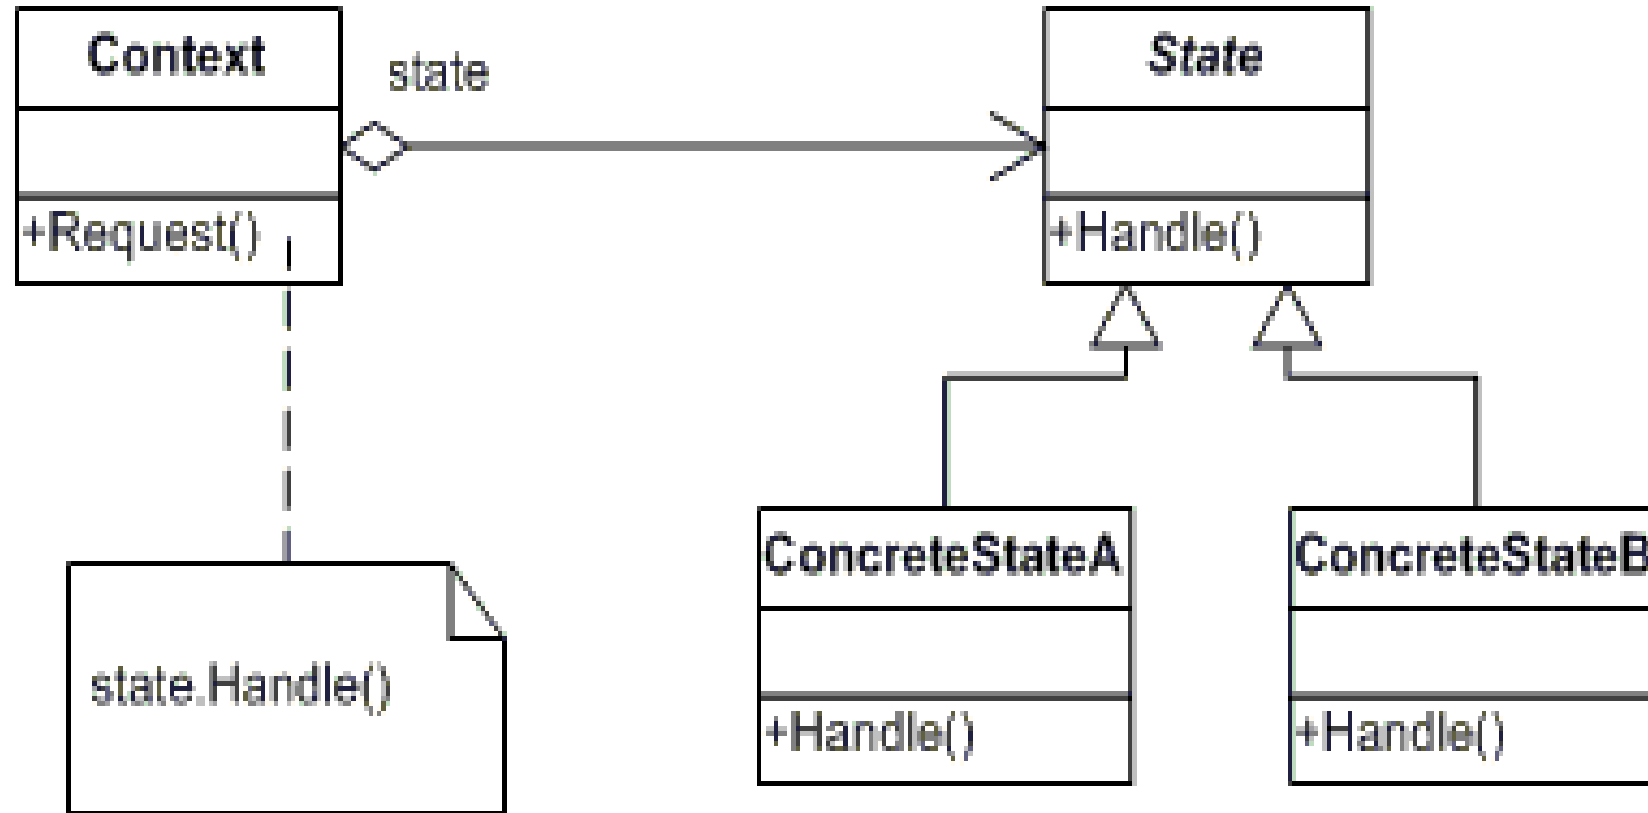 Context
state
State
+Request()
+Handle()
ConcreteStateA
ConcreteStateB
state.Handle()
+Handle()
+Handle()